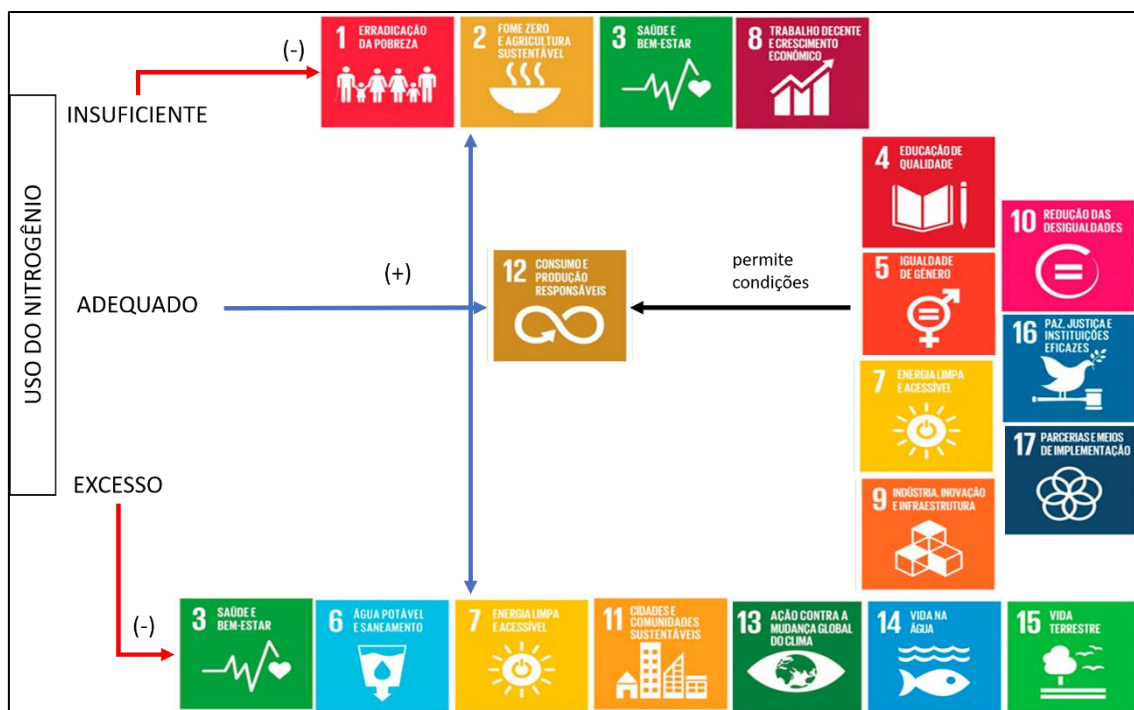 USO DO NITROGÊNIO
INSUFICIENTE
(-)
1 ERRADICAÇÃO
DA POBREZA
2 FOME ZERO
E AGRICULTURA
SUSTENTÁVEL
3 SAÚDE E
BEM-ESTAR
8 TRABALHO DECENTE
E CRESCIMENTO
ECONÔMICO
ADEQUADO
(+)
12 CONSUMO E
PRODUÇÃO
RESPONSÁVEIS
permite
condições
4 EDUCAÇÃO DE
QUALIDADE
5 IGUALDADE
DE GÊNERO
7 ENERGIA LIMPA
E ACESSÍVEL
9 INDÚSTRIA, INOVAÇÃO
E INFRAESTRUTURA
10 REDUÇÃO DAS
DESIGUALDADES
16 PAZ, JUSTIÇA E
INSTITUIÇÕES
EFICAZES
17 PARCERIAS E MEIOS
DE IMPLEMENTAÇÃO
EXCESSO
(-)
3 SAÚDE E
BEM-ESTAR
6 ÁGUA POTÁVEL
E SANEAMENTO
7 ENERGIA LIMPA
E ACESSÍVEL
11 CIDADES E
COMUNIDADES
SUSTENTÁVEIS
13 AÇÃO CONTRA A
MUDANÇA GLOBAL
DO CLIMA
14 VIDA NA
ÁGUA
15 VIDA
TERRESTRE